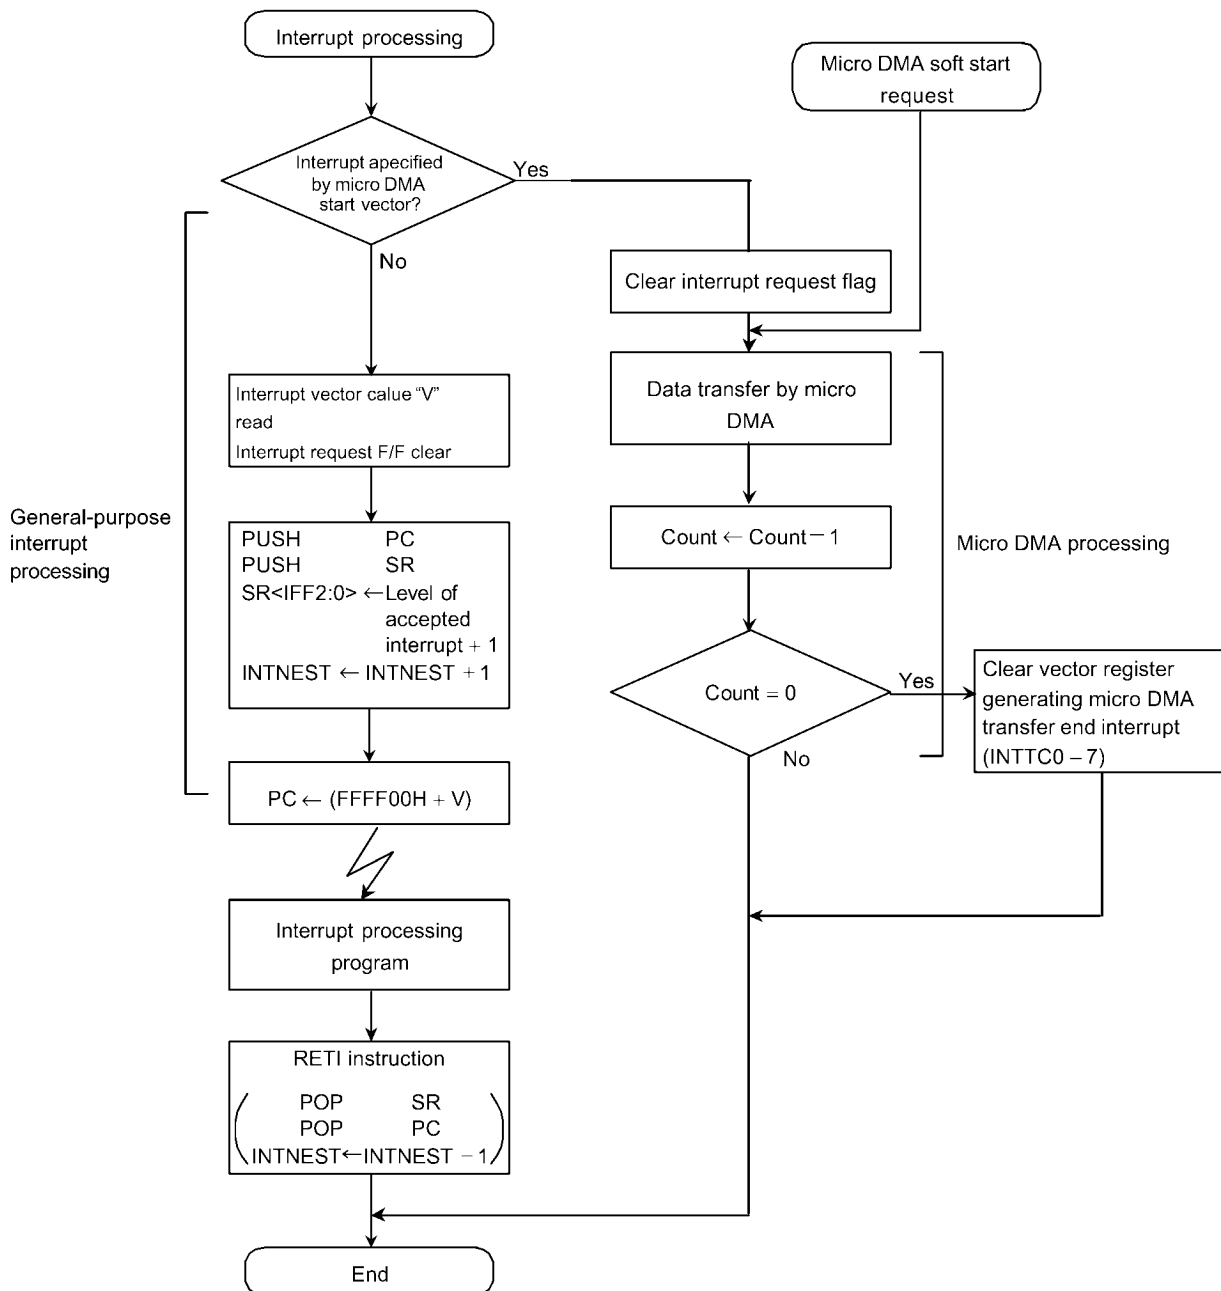 Interrupt processing
Micro DMA soft start
request
Interrupt apecified
by micro DMA
start vector?
Yes
No
Clear interrupt request flag
Interrupt vector calue “V”
read
Interrupt request F/F clear
Data transfer by micro
DMA
General-purpose
interrupt
processing
PUSH PC
PUSH SR
SR<IFF2:0> ←Level of
accepted
interrupt + 1
INTNEST ← INTNEST + 1
Count ← Count − 1
Micro DMA processing
Count = 0
Yes
No
Clear vector register
generating micro DMA
transfer end interrupt
(INTTC0 − 7)
PC ← (FFFF00H + V)
Interrupt processing
program
RETI instruction
POP SR
POP PC
INTNEST←INTNEST − 1
End